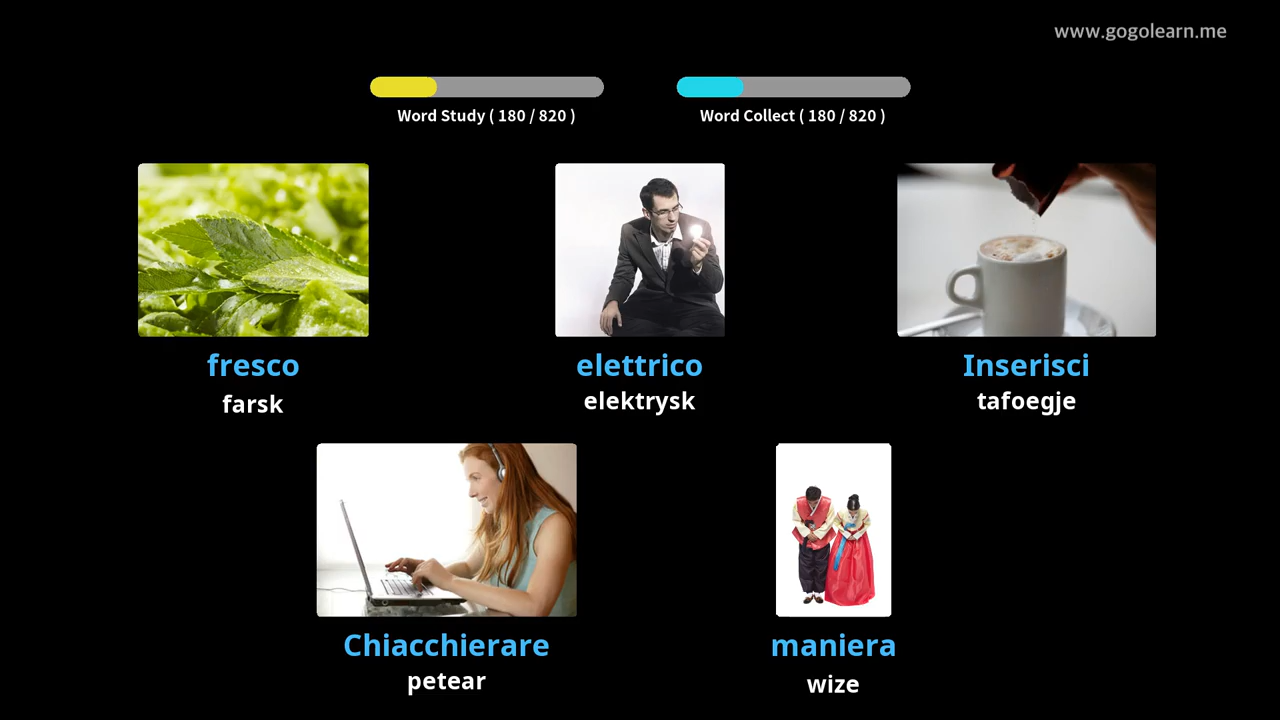 www.gogolearn.me
Word Study ( 180 / 820 )
Word Collect ( 180 / 820 )
fresco
farsk
elettrico
elektrysk
Inserisci
tafoegje
Chiacchierare
petear
maniera
wize